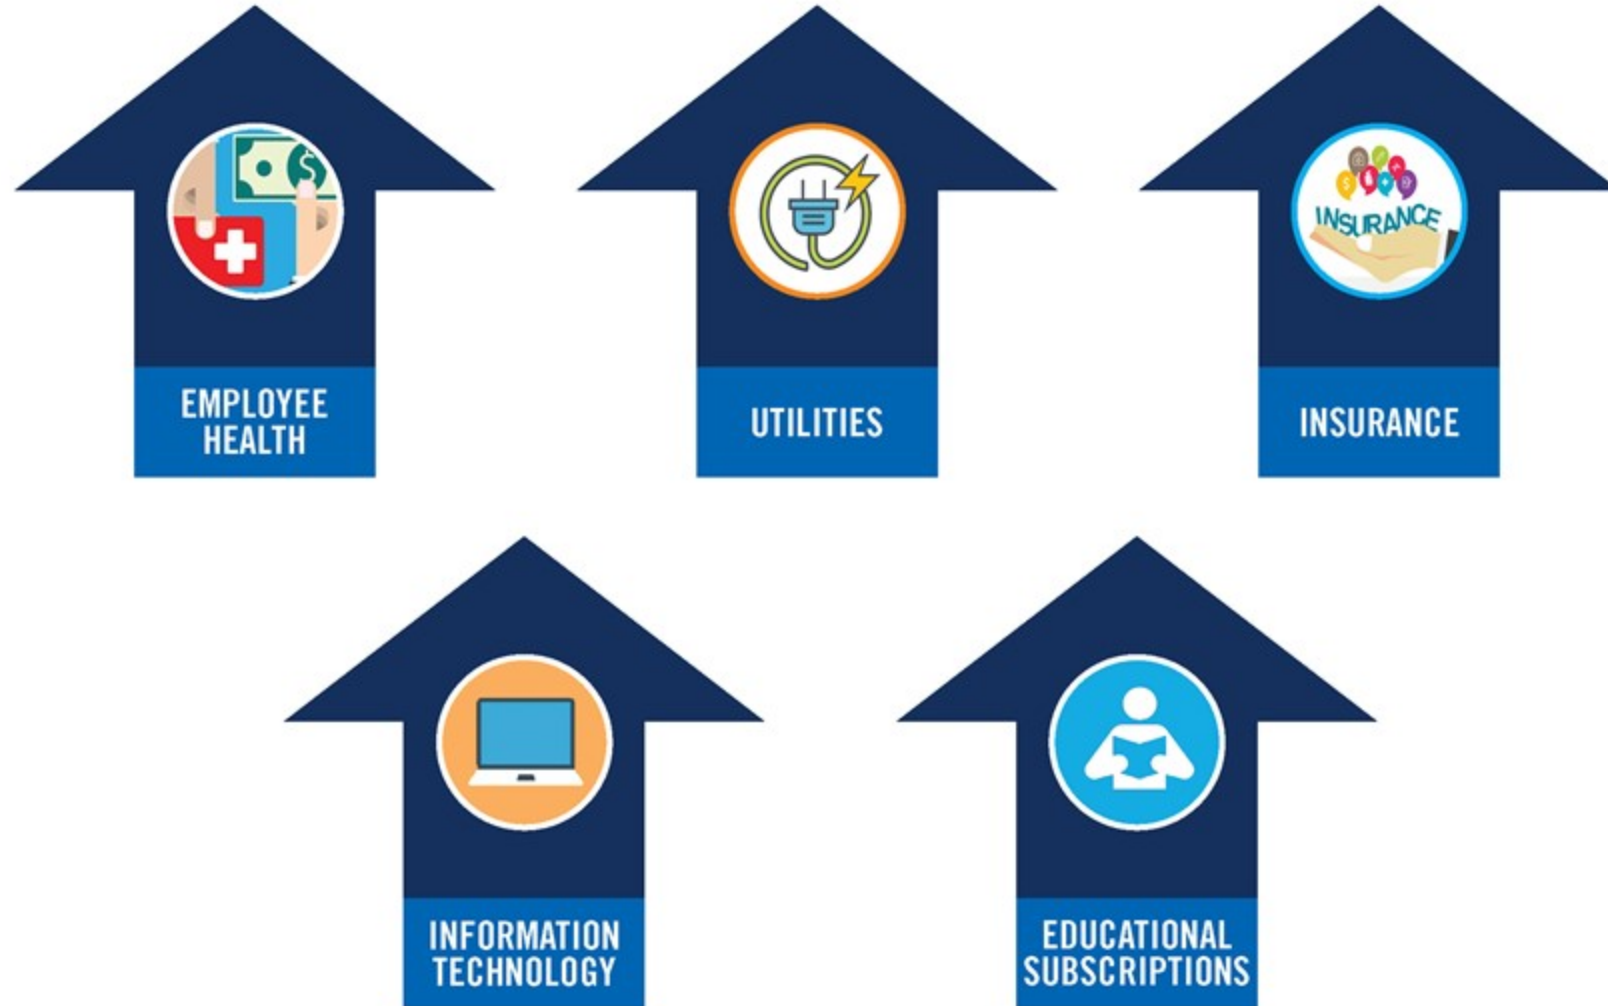 INSURANCE
EMPLOYEE
HEALTH
UTILITIES
INSURANCE
INFORMATION
TECHNOLOGY
EDUCATIONAL
SUBSCRIPTIONS